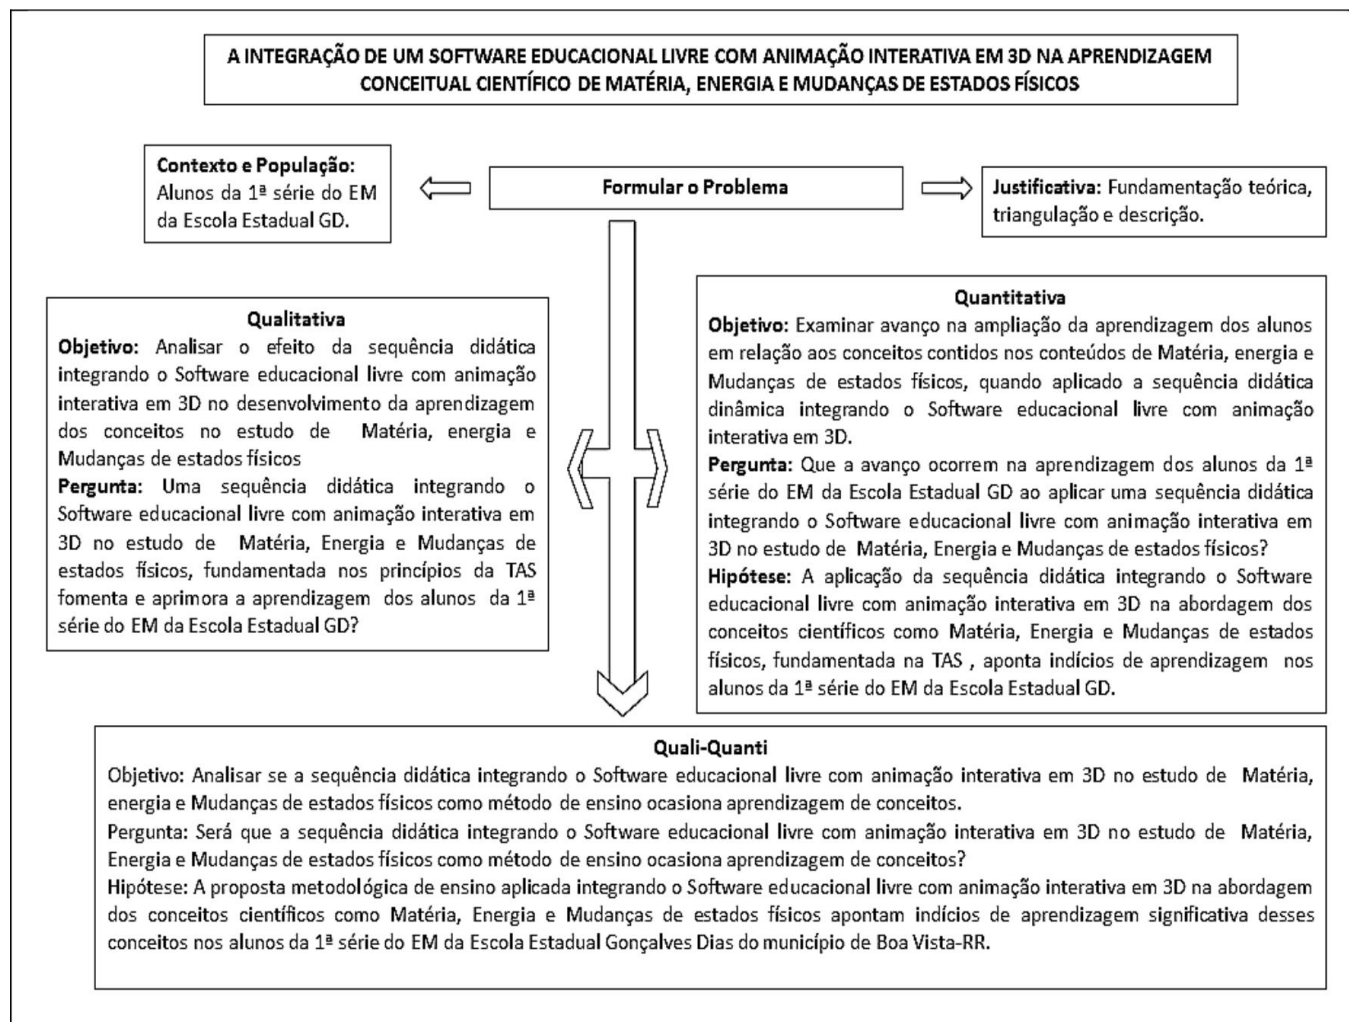 A INTEGRAÇÃO DE UM SOFTWARE EDUCACIONAL LIVRE COM ANIMAÇÃO INTERATIVA EM 3D NA APRENDIZAGEM
CONCEITUAL CIENTÍFICO DE MATÉRIA, ENERGIA E MUDANÇAS DE ESTADOS FÍSICOS
Contexto e População:
Alunos da 1ª série do EM
da Escola Estadual GD.
Formular o Problema
Justificativa: Fundamentação teórica,
triangulação e descrição.
Qualitativa
Objetivo: Analisar o efeito da sequência didática
integrando o Software educacional livre com animação
interativa em 3D no desenvolvimento da aprendizagem
dos conceitos no estudo de Matéria, energia e
Mudanças de estados físicos
Pergunta: Uma sequência didática integrando o
Software educacional livre com animação interativa em
3D no estudo de Matéria, Energia e Mudanças de
estados físicos, fundamentada nos princípios da TAS
fomenta e aprimora a aprendizagem dos alunos da 1ª
série do EM da Escola Estadual GD?
Quantitativa
Objetivo: Examinar avanço na ampliação da aprendizagem dos alunos
em relação aos conceitos contidos nos conteúdos de Matéria, energia e
Mudanças de estados físicos, quando aplicado a sequência didática
dinâmica integrando o Software educacional livre com animação
interativa em 3D.
Pergunta: Que a avanço ocorrem na aprendizagem dos alunos da 1ª
série do EM da Escola Estadual GD ao aplicar uma sequência didática
integrando o Software educacional livre com animação interativa em
3D no estudo de Matéria, Energia e Mudanças de estados físicos?
Hipótese: A aplicação da sequência didática integrando o Software
educacional livre com animação interativa em 3D na abordagem dos
conceitos científicos como Matéria, Energia e Mudanças de estados
físicos, fundamentada na TAS , aponta indícios de aprendizagem nos
alunos da 1ª série do EM da Escola Estadual GD.
Quali-Quanti
Objetivo: Analisar se a sequência didática integrando o Software educacional livre com animação interativa em 3D no estudo de Matéria,
energia e Mudanças de estados físicos como método de ensino ocasiona aprendizagem de conceitos.
Pergunta: Será que a sequência didática integrando o Software educacional livre com animação interativa em 3D no estudo de Matéria,
Energia e Mudanças de estados físicos como método de ensino ocasiona aprendizagem de conceitos?
Hipótese: A proposta metodológica de ensino aplicada integrando o Software educacional livre com animação interativa em 3D na abordagem
dos conceitos científicos como Matéria, Energia e Mudanças de estados físicos apontam indícios de aprendizagem significativa desses
conceitos nos alunos da 1ª série do EM da Escola Estadual Gonçalves Dias do município de Boa Vista-RR.